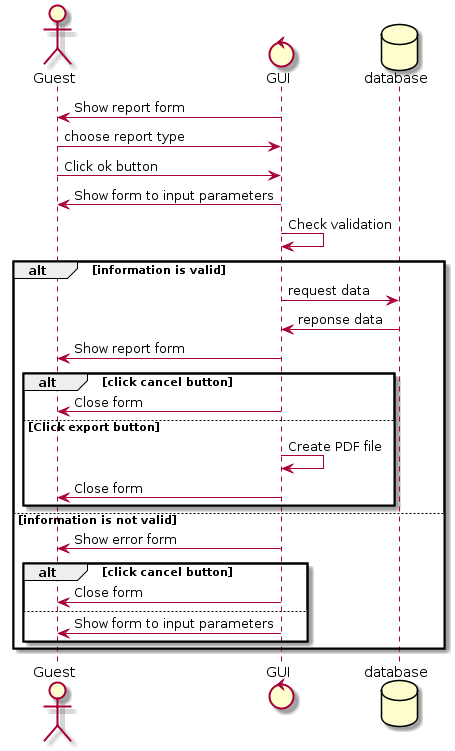 Guest
GUI
database
Show report form
choose report type
Click ok button
Show form to input parameters
Check validation
alt [information is valid]
request data
reponse data
Show report form
alt [click cancel button]
Close form
[Click export button]
Create PDF file
Close form
[information is not valid]
Show error form
alt [click cancel button]
Close form
Show form to input parameters
Guest
GUI
database